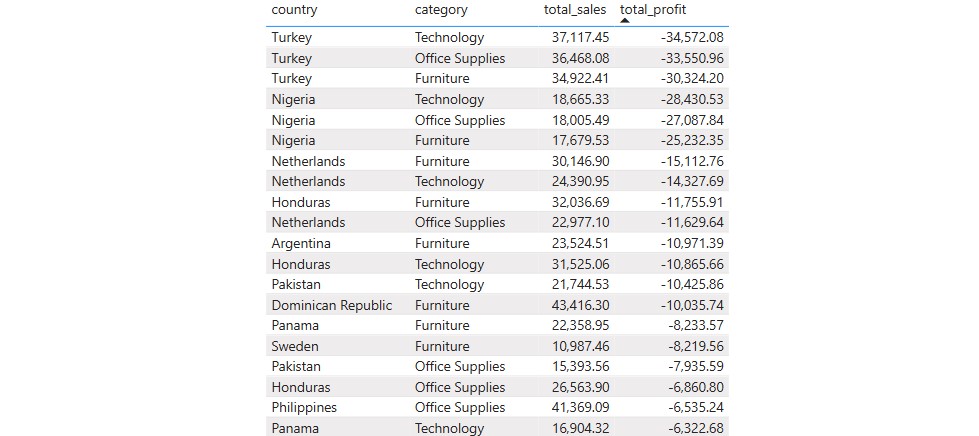 country category total_sales total_profit
Turkey Technology 37,117.45 -34,572.08
Turkey Office Supplies 36,468.08 -33,550.96
Turkey Furniture 34,922.41 -30,324.20
Nigeria Technology 18,665.33 -28,430.53
Nigeria Office Supplies 18,005.49 -27,087.84
Nigeria Furniture 17,679.53 -25,232.35
Netherlands Furniture 30,146.90 -15,112.76
Netherlands Technology 24,390.95 -14,327.69
Honduras Furniture 32,036.69 -11,755.91
Netherlands Office Supplies 22,977.10 -11,629.64
Argentina Furniture 23,524.51 -10,971.39
Honduras Technology 31,525.06 -10,865.66
Pakistan Technology 21,744.53 -10,425.86
Dominican Republic Furniture 43,416.30 -10,035.74
Panama Furniture 22,358.95 -8,233.57
Sweden Furniture 10,987.46 -8,219.56
Pakistan Office Supplies 15,393.56 -7,935.59
Honduras Office Supplies 26,563.90 -6,860.80
Philippines Office Supplies 41,369.09 -6,535.24
Panama Technology 16,904.32 -6,322.68